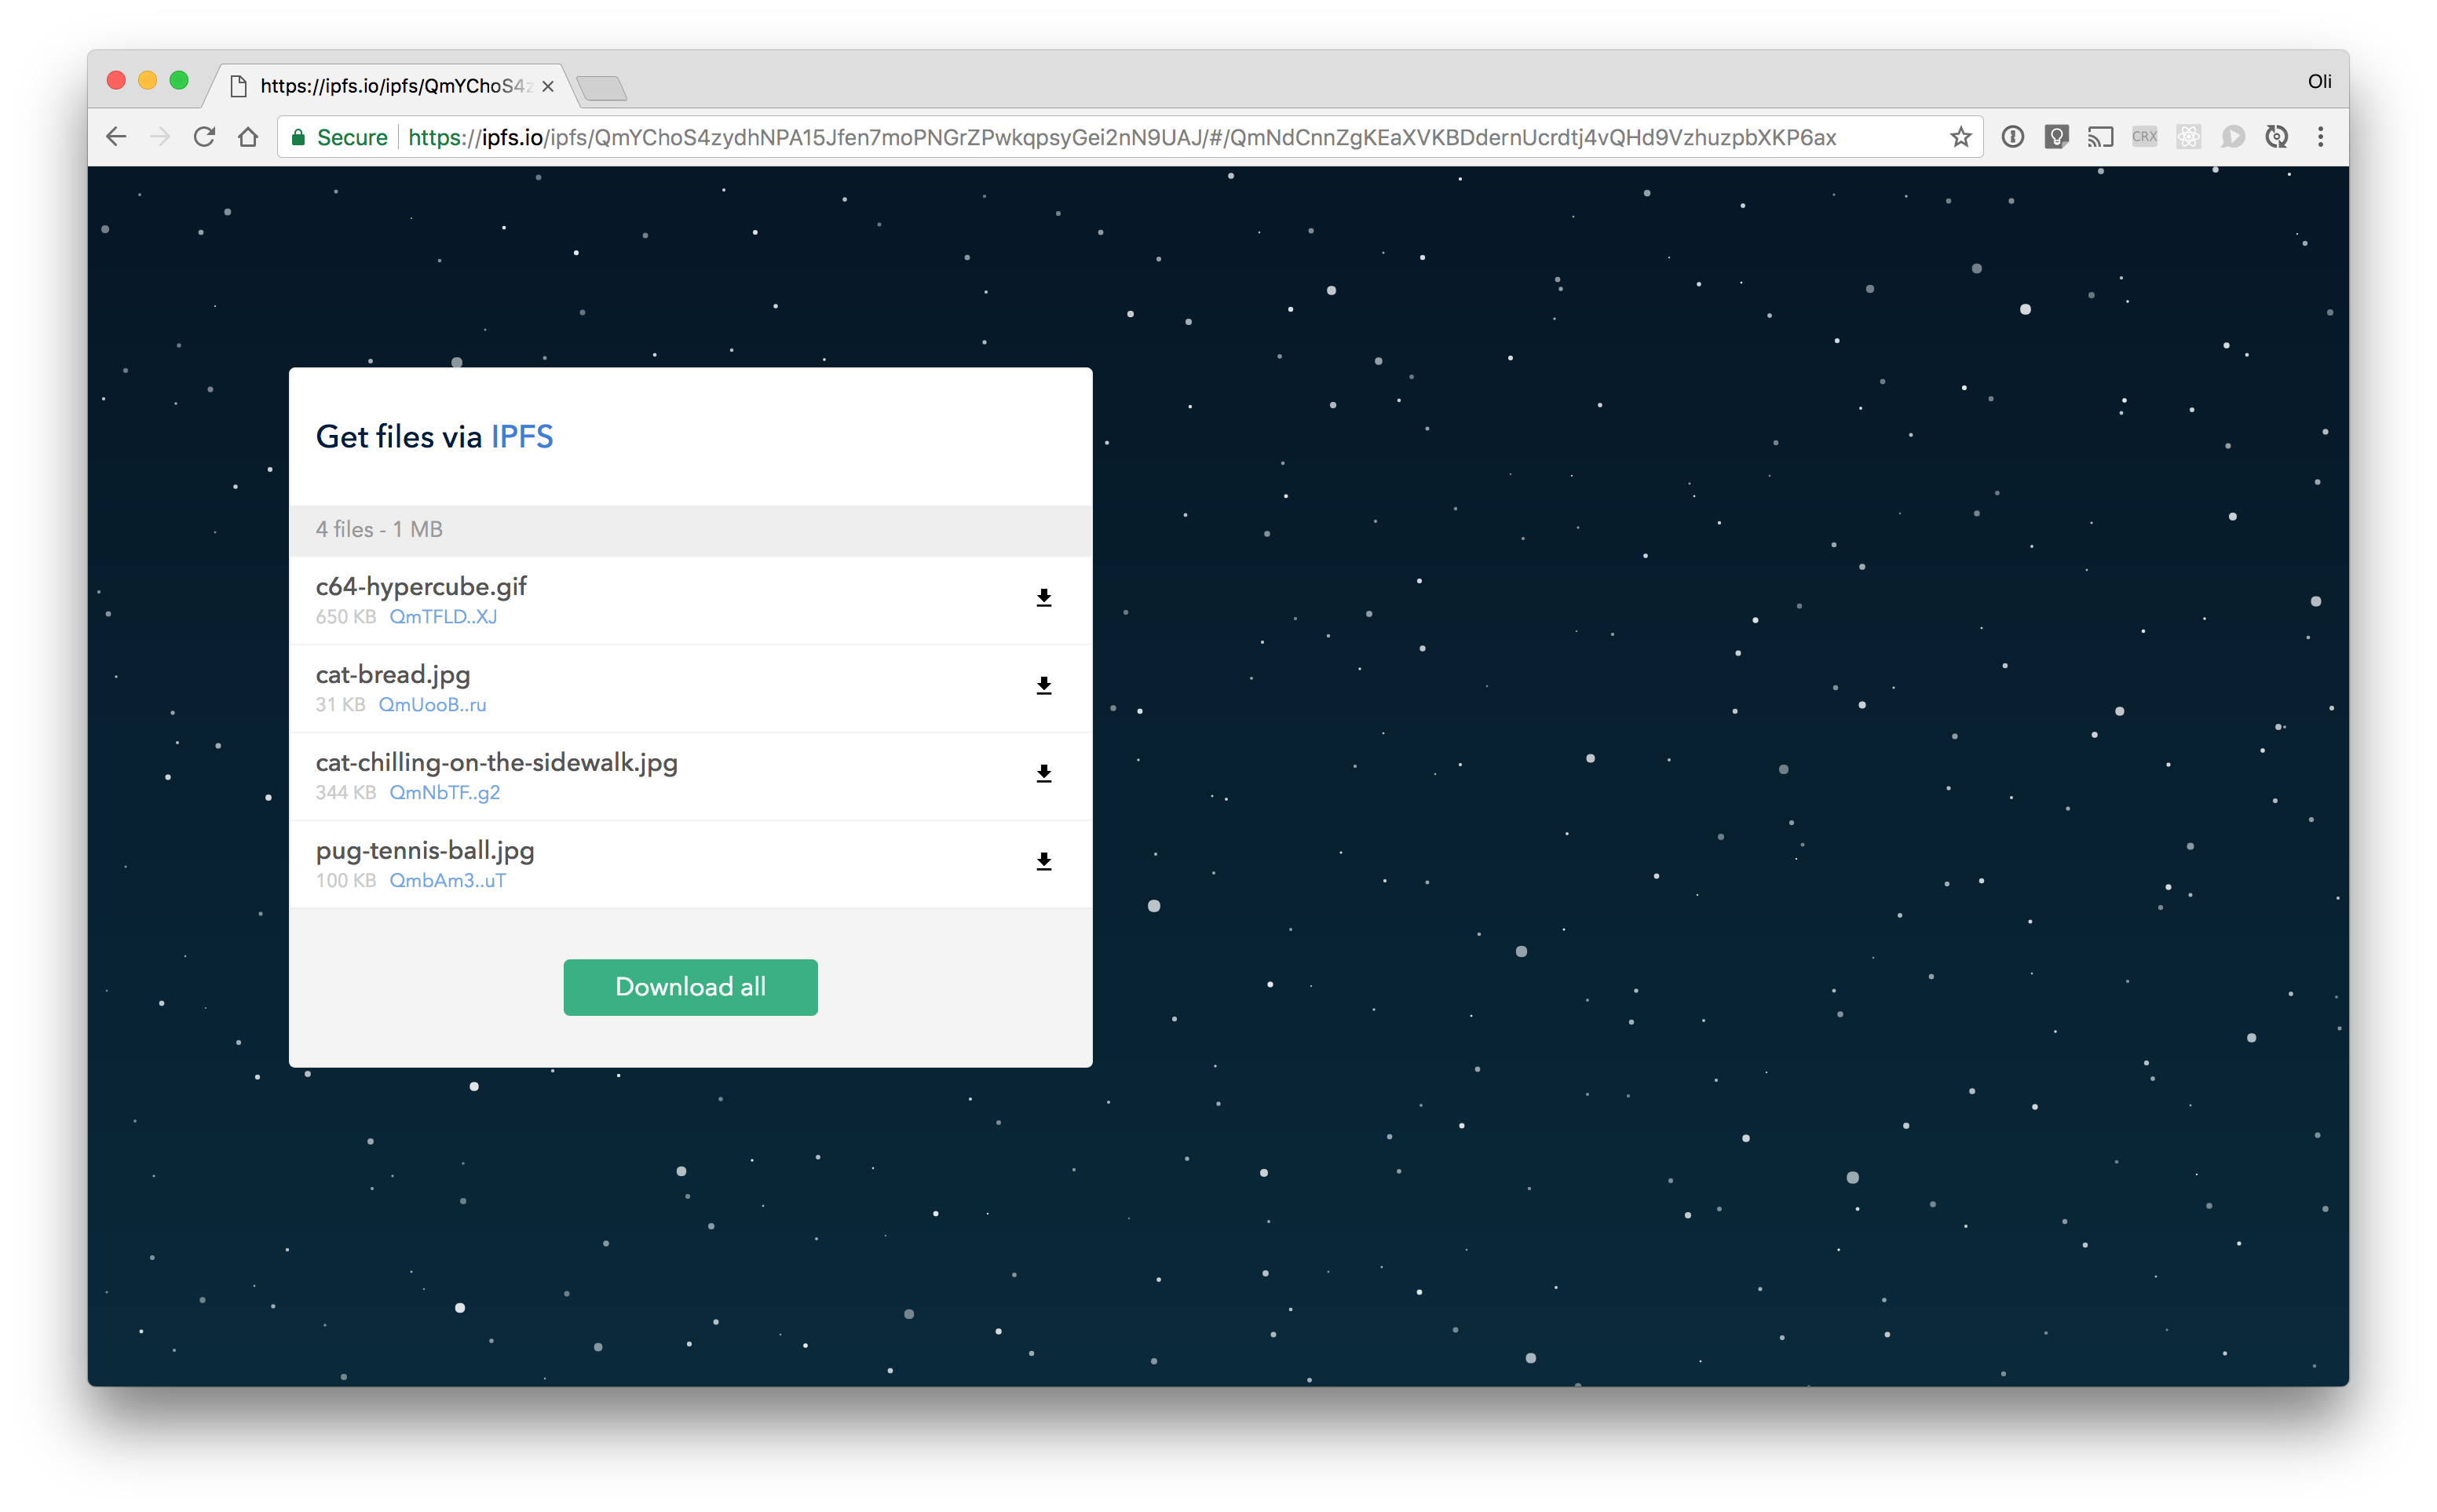 https://ipfs.io/ipfs/QmYChoS4z
Oli
Secure https://ipfs.io/ipfs/QmYChoS4zydhNPA15Jfen7moPNGrZPwkqpsyGei2nN9UAJ/#/QmNdCnnZgKEaXVKBDdernUcrdtj4vQHd9VzhuzpbXKP6ax
CRX
Get files via IPFS
4 files - 1 MB
c64-hypercube.gif
650 KB QmTFLD..XJ
cat-bread.jpg
31 KB QmUooB..ru
cat-chilling-on-the-sidewalk.jpg
344 KB QmNbTF..g2
pug-tennis-ball.jpg
100 KB QmbAm3..uT
Download all